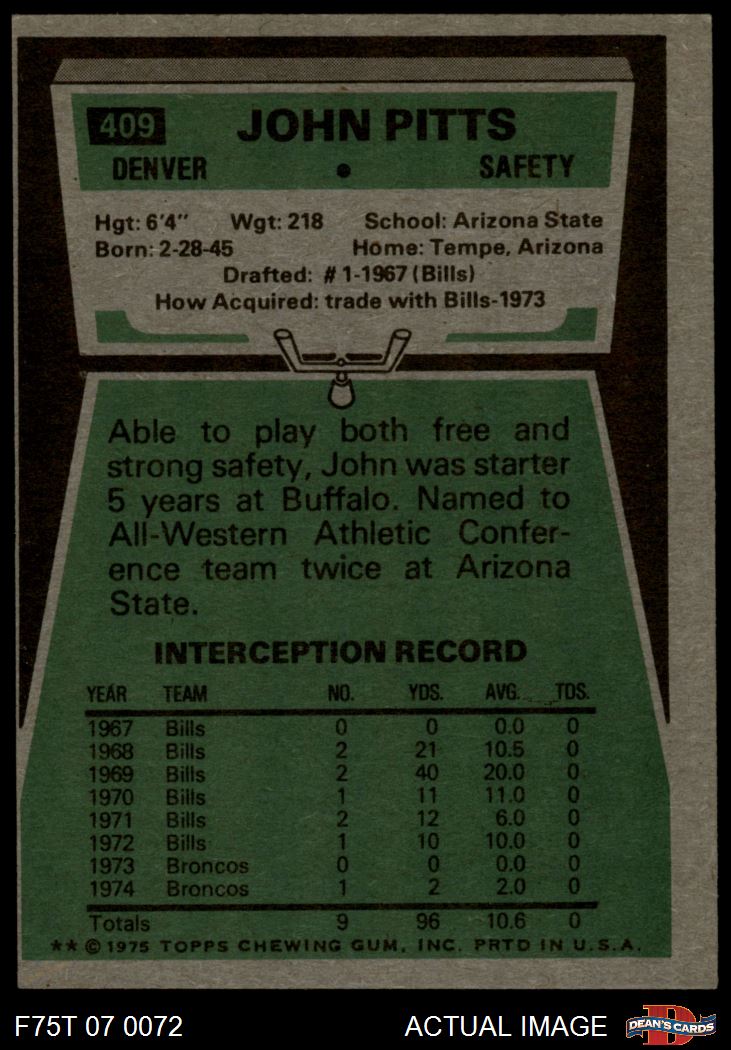 409 JOHN PITTS
DENVER • SAFETY
Hgt: 6'4" Wgt: 218 School: Arizona State
Born: 2-28-45 Home: Tempe, Arizona
Drafted: #1-1967 (Bills)
How Acquired: trade with Bills-1973
Able to play both free and
strong safety, John was starter
5 years at Buffalo. Named to
All-Western Athletic Confer-
ence team twice at Arizona
State.
INTERCEPTION RECORD
YEAR TEAM NO. YDS. AVG. TDS.
1967 Bills 0 0 0.0 0
1968 Bills 2 21 10.5 0
1969 Bills 2 40 20.0 0
1970 Bills 1 11 11.0 0
1971 Bills 2 12 6.0 0
1972 Bills 1 10 10.0 0
1973 Broncos 0 0 0.0 0
1974 Broncos 1 2 2.0 0
Totals 9 96 10.6 0
** © 1975 TOPPS CHEWING GUM, INC. PRTD IN U.S.A.
F75T 07 0072 ACTUAL IMAGE D DEAN'S CARDS